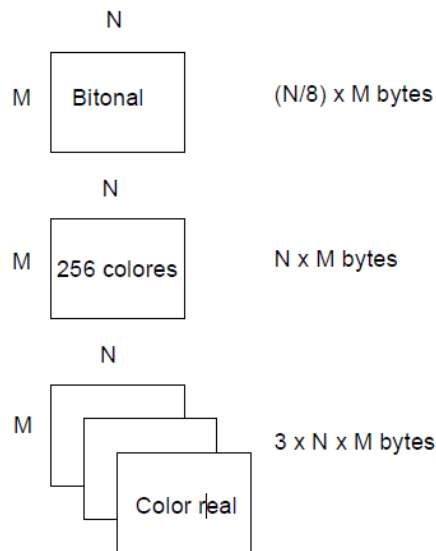 N
M Bitonal (N/8) x M bytes
N
M 256 colores N x M bytes
N
M
3 x N x M bytes
Color real